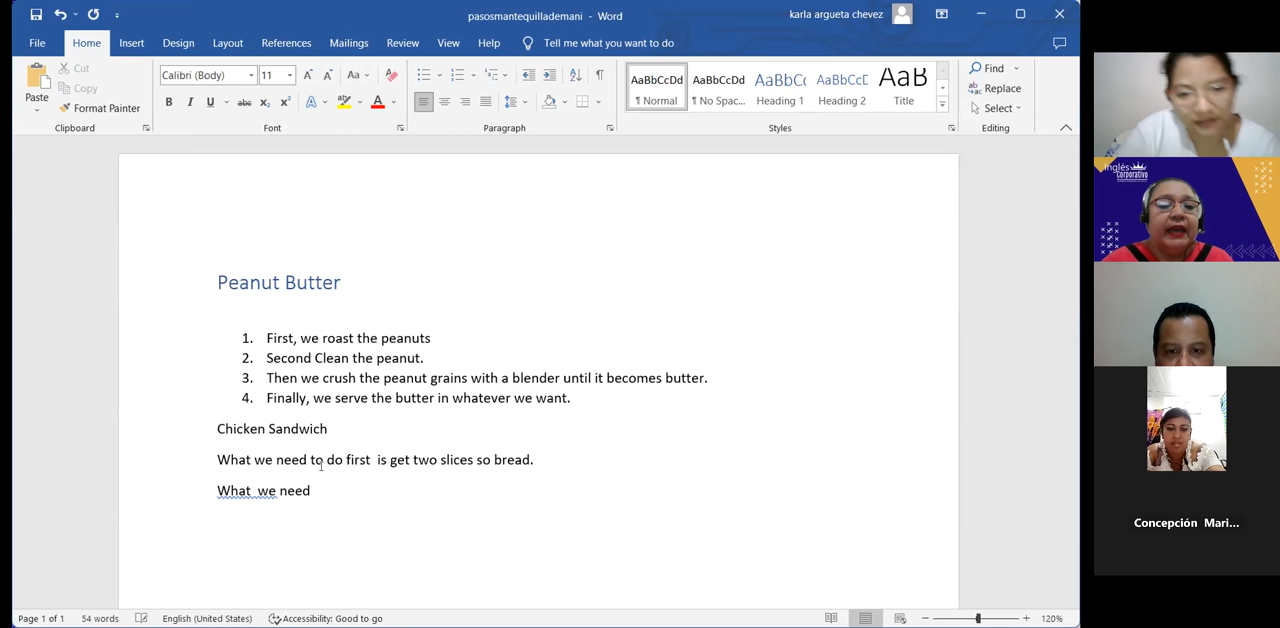 pasosmantequillademani - Word
karla argueta chevez
File Home Insert Design Layout References Mailings Review View Help Tell me what you want to do
Paste
Cut
Copy
Format Painter
Clipboard
Calibri (Body) 11
Font
Paragraph
AaBbCcDd AaBbCcDd AaBbCc AaBbCcD AaB
¶ Normal ¶ No Spac... Heading 1 Heading 2 Title
Styles
Find
Replace
Select
Editing
Peanut Butter
1. First, we roast the peanuts
2. Second Clean the peanut.
3. Then we crush the peanut grains with a blender until it becomes butter.
4. Finally, we serve the butter in whatever we want.
Chicken Sandwich
What we need to do first  is get two slices so bread.
What  we need
Page 1 of 1 54 words English (United States) Accessibility: Good to go 120%
Inglés
Corporativo
Concepción Mari...